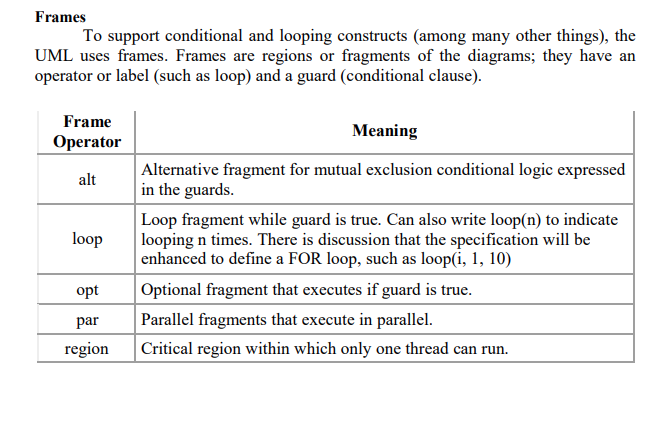 Frames
To support conditional and looping constructs (among many other things), the
UML uses frames. Frames are regions or fragments of the diagrams; they have an
operator or label (such as loop) and a guard (conditional clause).
Frame
Operator
Meaning
alt
Alternative fragment for mutual exclusion conditional logic expressed
in the guards.
loop
Loop fragment while guard is true. Can also write loop(n) to indicate
looping n times. There is discussion that the specification will be
enhanced to define a FOR loop, such as loop(i, 1, 10)
opt
Optional fragment that executes if guard is true.
par
Parallel fragments that execute in parallel.
region
Critical region within which only one thread can run.